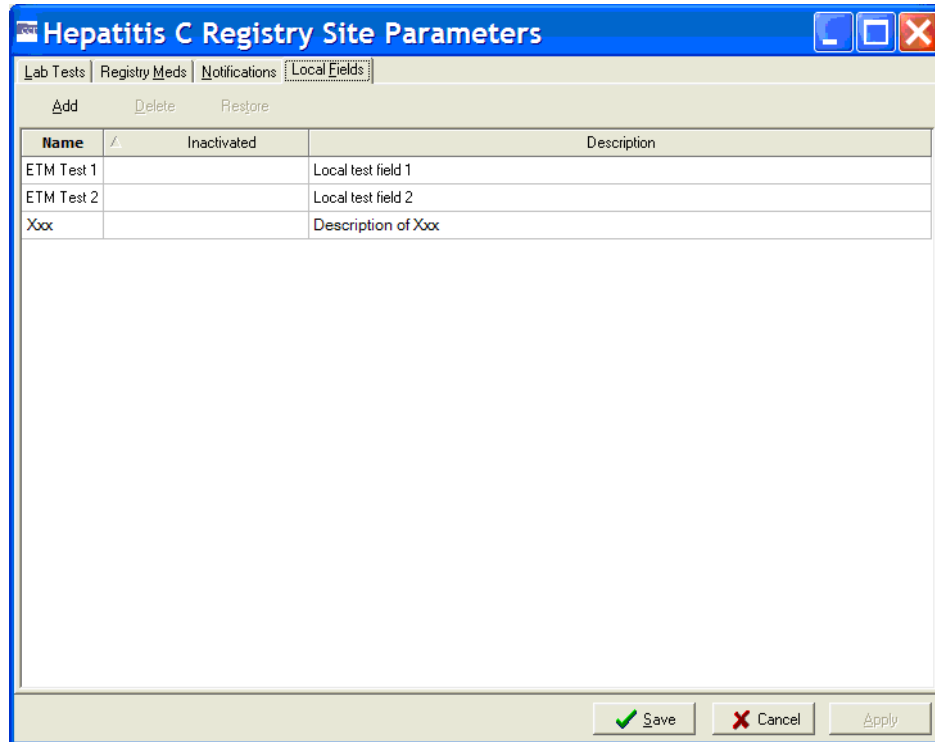 Hepatitis C Registry Site Parameters
Lab Tests Registry Meds Notifications Local Fields
Add Delete Restore
Name Inactivated Description
ETM Test 1 Local test field 1
ETM Test 2 Local test field 2
Xxx Description of Xxx
Save Cancel Apply